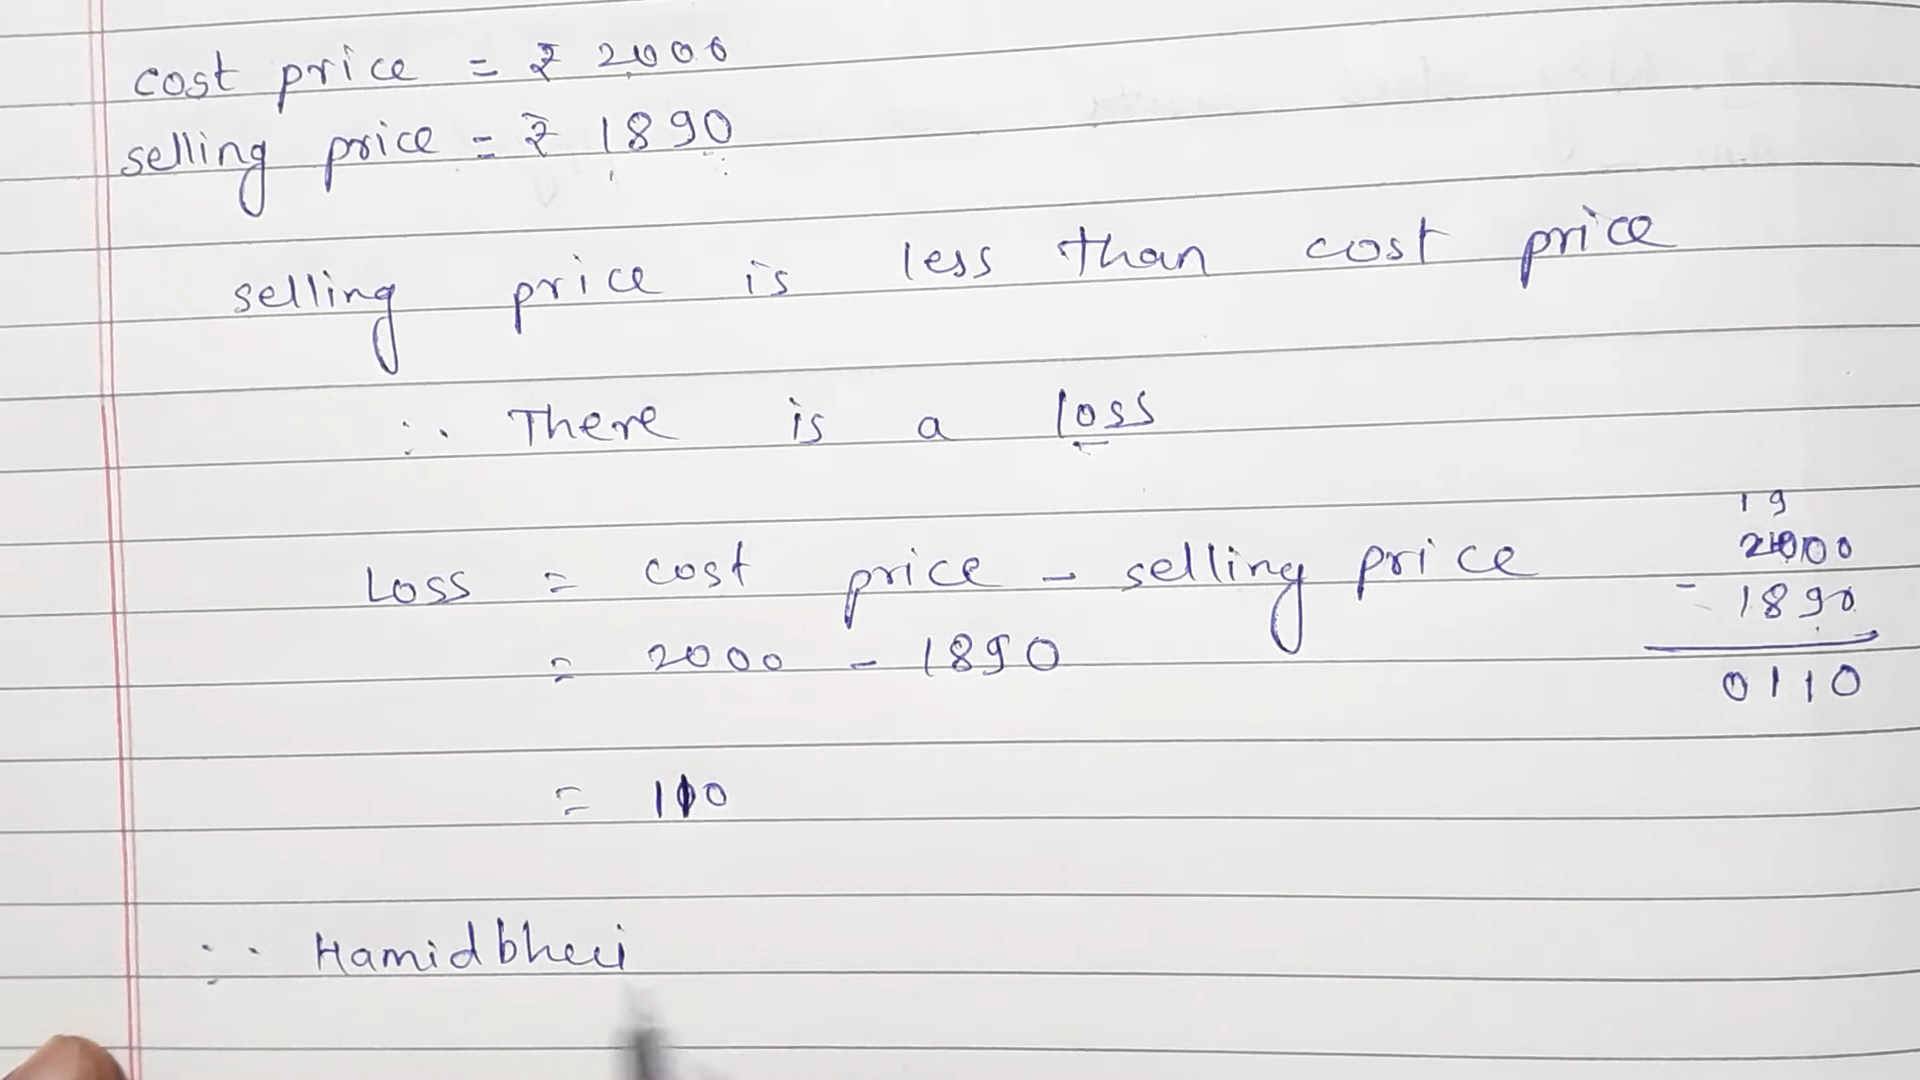 cost price = ₹ 2000
selling price = ₹ 1890
selling price is less than cost price
∴ There is a loss
Loss = cost price - selling price
= 2000 - 1890
= 110
19
2000
- 1890
0110
∴ Hamidbhai